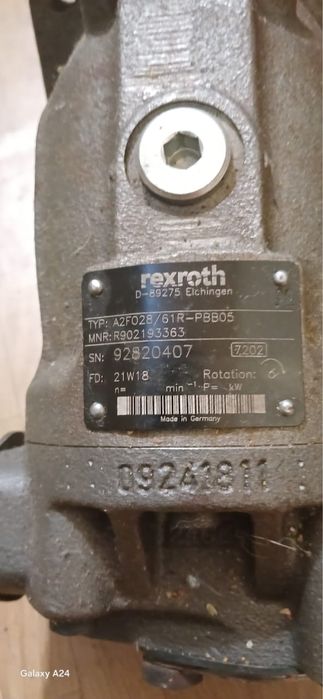 rexroth
D-89275 Elchingen
TYP: A2FO28/61R-PBB05
MNR: R902193363
SN: 92820407 7202
FD: 21W18 Rotation:
n= min-1 P= kW
Made in Germany
09241811
Galaxy A24